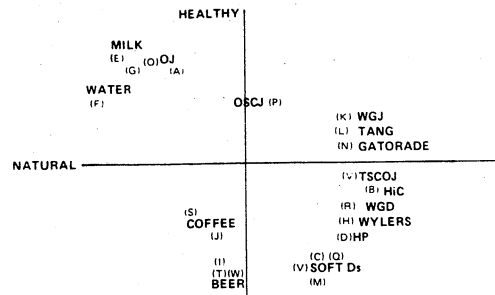 HEALTHY
MILK
(E) (O) OJ
(G) (A)
WATER
(F)
OSCJ (P)
(K) WGJ
(L) TANG
(N) GATORADE
NATURAL
(V) TSCOJ
(B) HiC
(R) WGD
(S)
COFFEE
(H) WYLERS
(J)
(D) HP
(C) (Q)
(I)
(V) SOFT Ds
(T) (W)
BEER
(M)